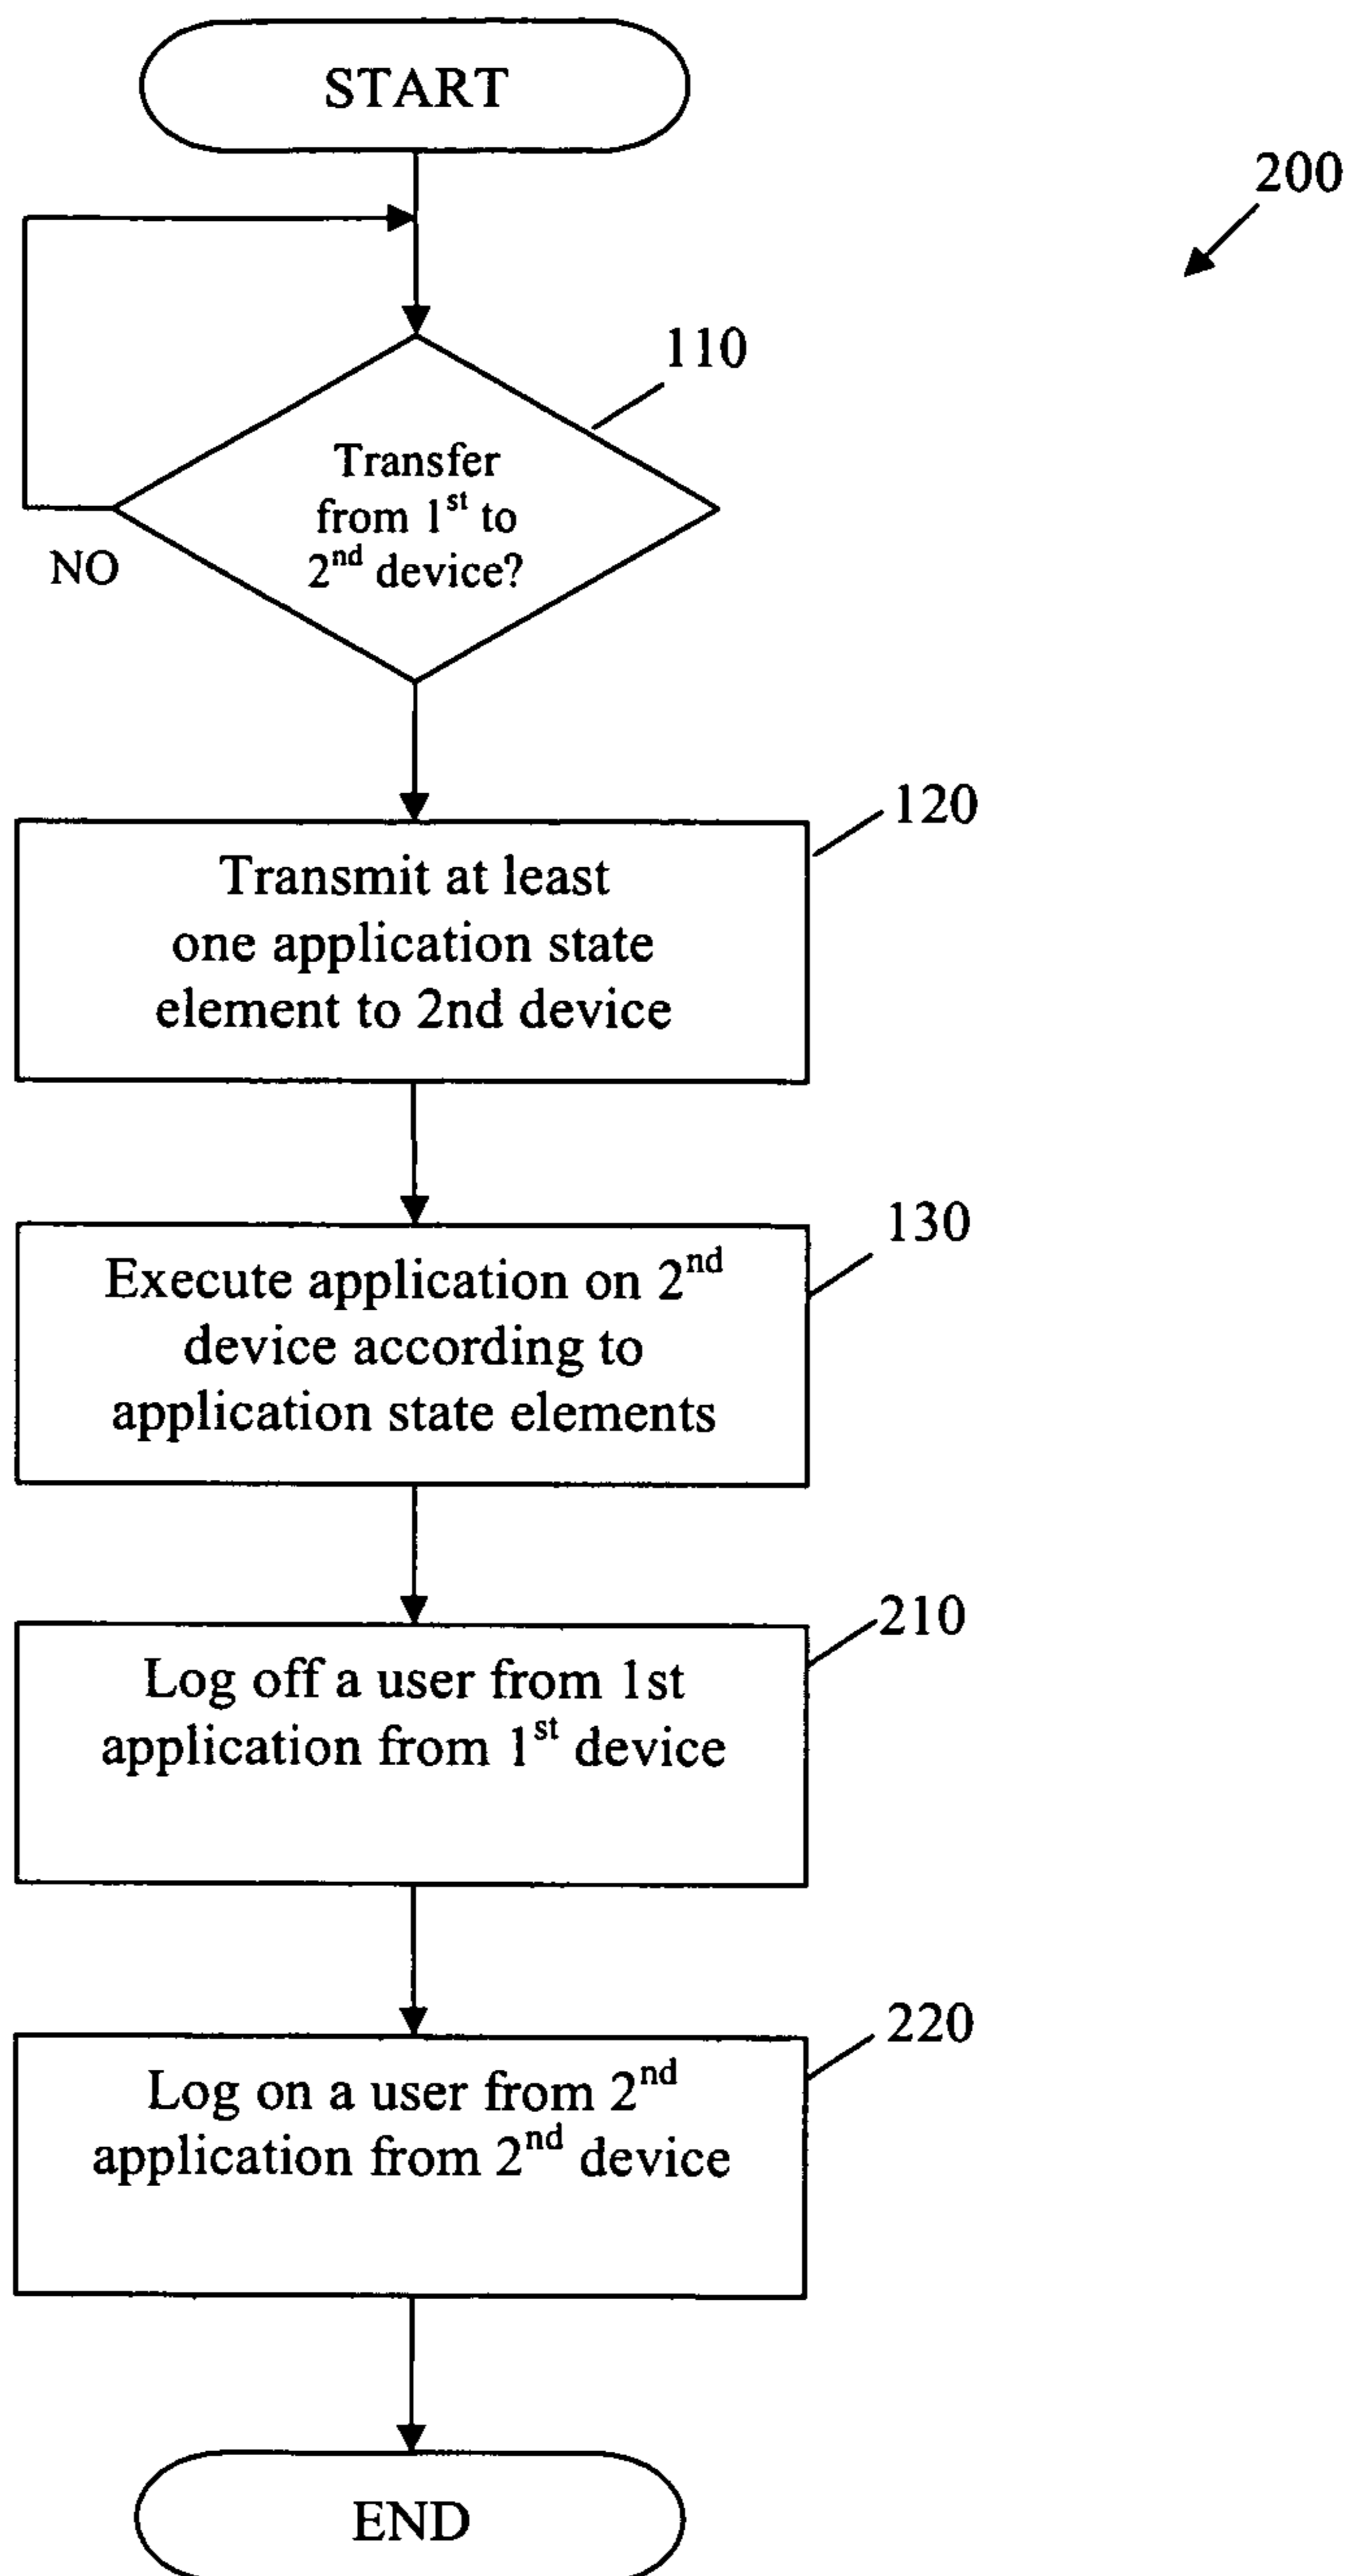 START
200
110
Transfer
from 1st to
2nd device?
NO
120
Transmit at least
one application state
element to 2nd device
130
Execute application on 2nd
device according to
application state elements
210
Log off a user from 1st
application from 1st device
220
Log on a user from 2nd
application from 2nd device
END